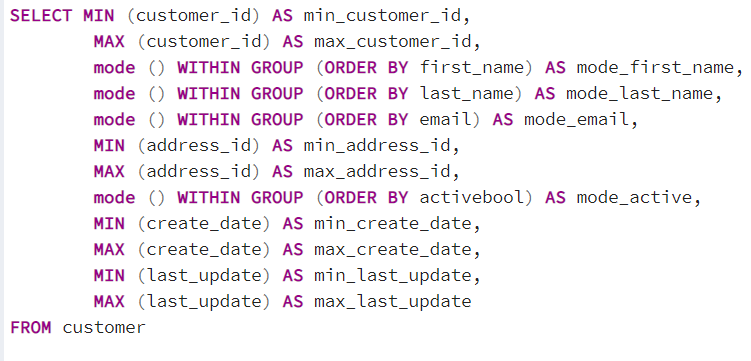 SELECT MIN (customer_id) AS min_customer_id,
MAX (customer_id) AS max_customer_id,
mode () WITHIN GROUP (ORDER BY first_name) AS mode_first_name,
mode () WITHIN GROUP (ORDER BY last_name) AS mode_last_name,
mode () WITHIN GROUP (ORDER BY email) AS mode_email,
MIN (address_id) AS min_address_id,
MAX (address_id) AS max_address_id,
mode () WITHIN GROUP (ORDER BY activebool) AS mode_active,
MIN (create_date) AS min_create_date,
MAX (create_date) AS max_create_date,
MIN (last_update) AS min_last_update,
MAX (last_update) AS max_last_update
FROM customer